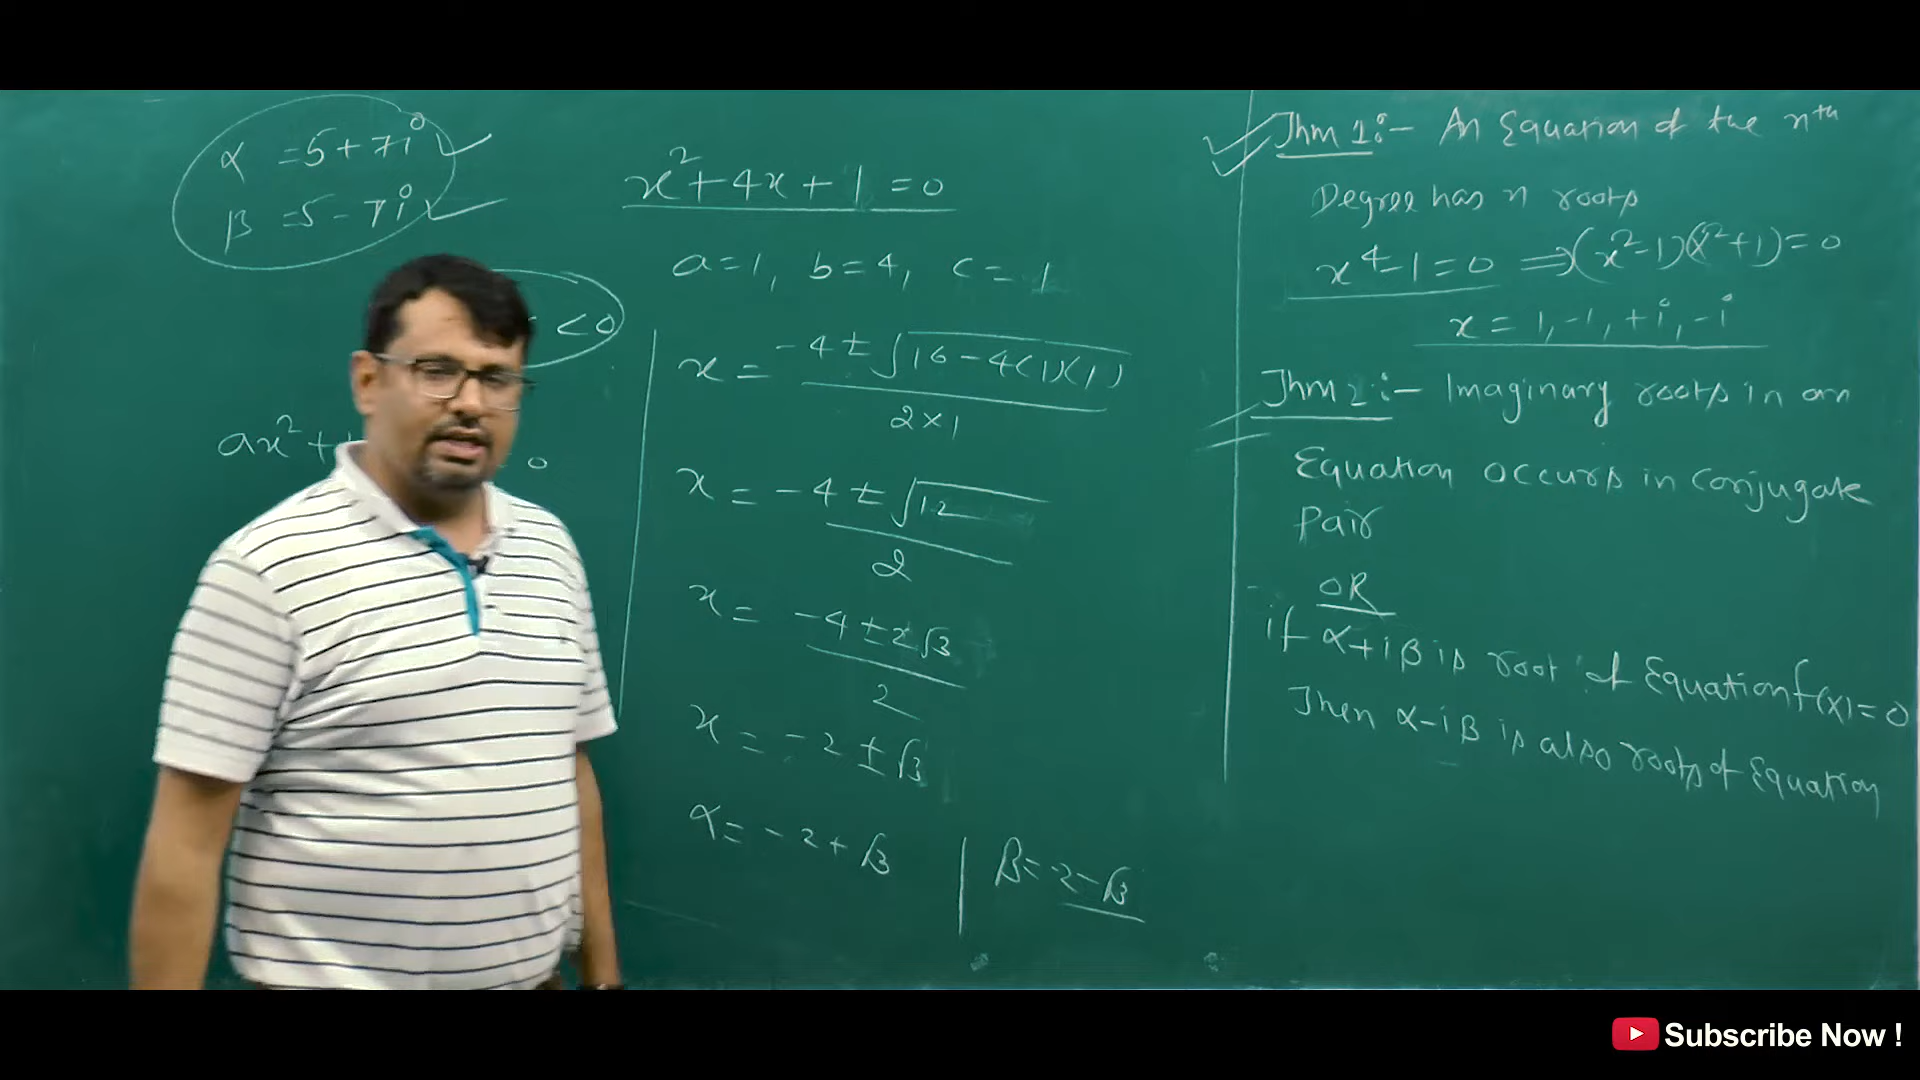 α = 5 + 7i
β = 5 - 7i
< 0
ax² +
0
x² + 4x + 1 = 0
a = 1, b = 4, c = 1
x = -4 ± √16 - 4(1)(1)
2 × 1
x = -4 ± √12
2
x = -4 ± 2√3
2
x = -2 ± √3
α = -2 + √3 | β = -2 - √3
Thm 1:- An Equation of the nth
Degree has n roots
x⁴ - 1 = 0 ⇒ (x² - 1)(x² + 1) = 0
x = 1, -1, +i, -i
Thm 2:- Imaginary roots in an
Equation occurs in conjugate
Pair
OR
if α + iβ is root of Equation f(x) = 0
Then α - iβ is also roots of Equation
Subscribe Now !